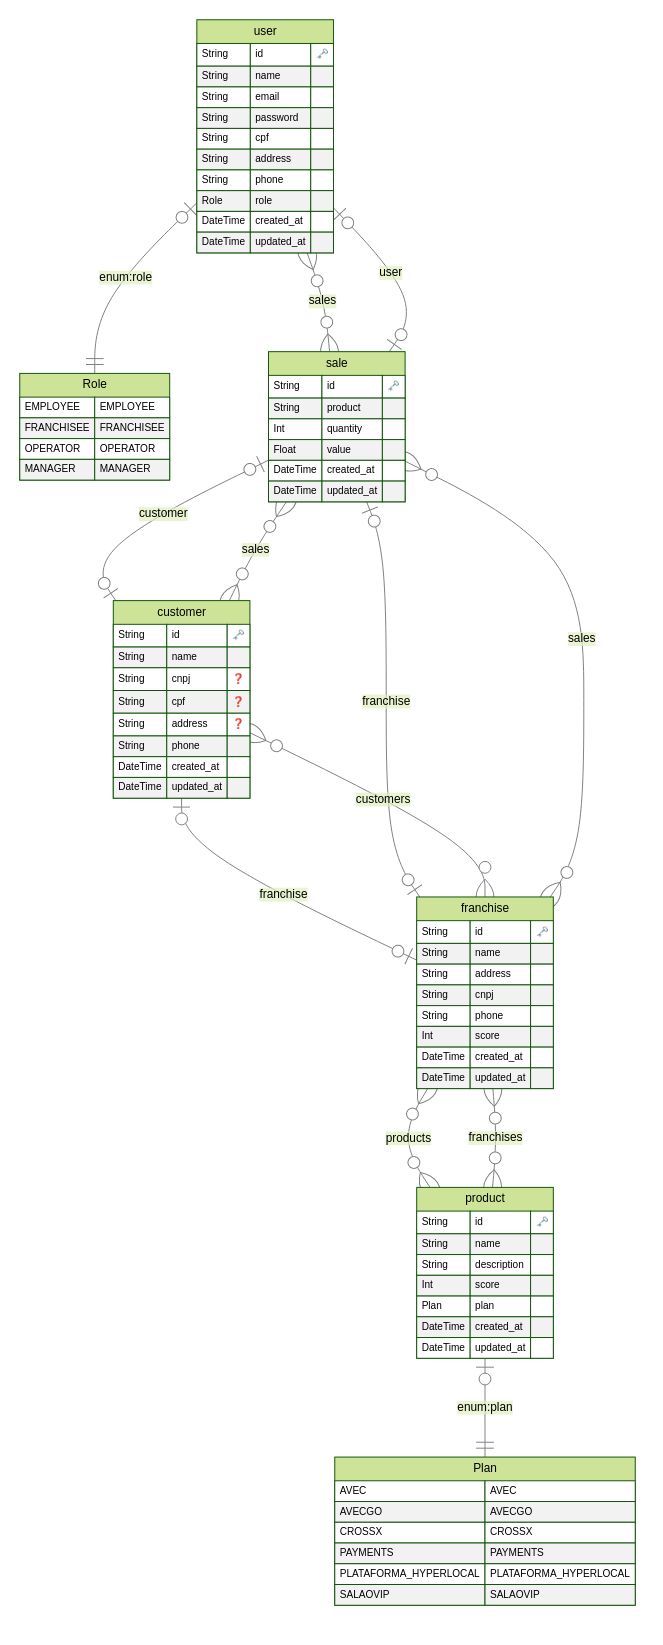 user
String id
String name
String email
String password
String cpf
String address
String phone
Role role
DateTime created_at
DateTime updated_at
enum:role
user
sales
Role
EMPLOYEE EMPLOYEE
FRANCHISEE FRANCHISEE
OPERATOR OPERATOR
MANAGER MANAGER
sale
String id
String product
Int quantity
Float value
DateTime created_at
DateTime updated_at
customer
sales
sales
customer
String id
String name
String cnpj ?
String cpf ?
String address ?
String phone
DateTime created_at
DateTime updated_at
franchise
customers
franchise
franchise
String id
String name
String address
String cnpj
String phone
Int score
DateTime created_at
DateTime updated_at
products
franchises
product
String id
String name
String description
Int score
Plan plan
DateTime created_at
DateTime updated_at
enum:plan
Plan
AVEC AVEC
AVECGO AVECGO
CROSSX CROSSX
PAYMENTS PAYMENTS
PLATAFORMA_HYPERLOCAL PLATAFORMA_HYPERLOCAL
SALAOVIP SALAOVIP